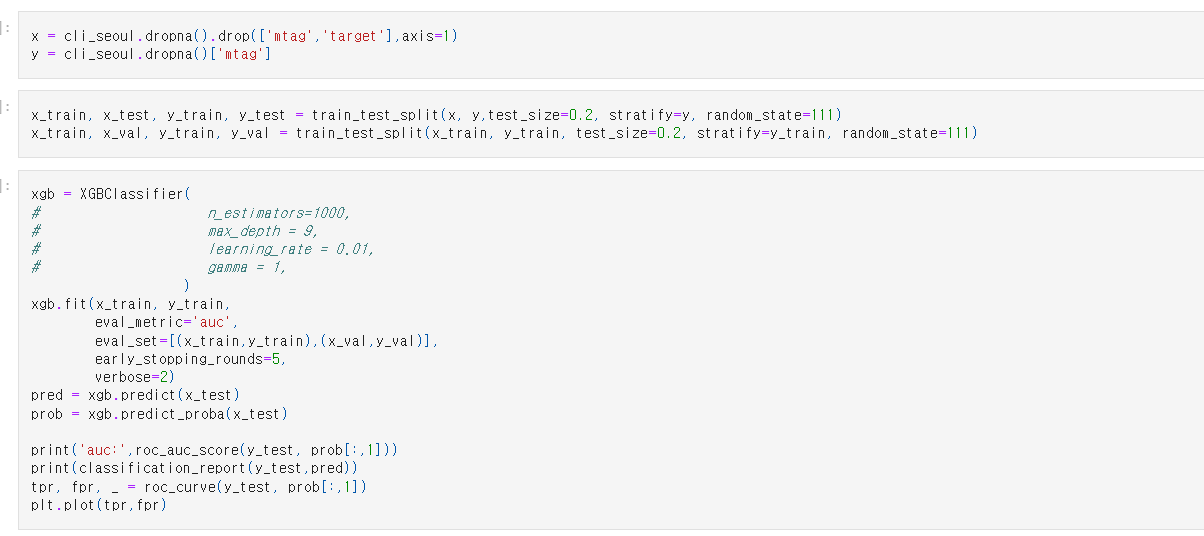 ]:
x = cli_seoul.dropna().drop(['mtag','target'],axis=1)
y = cli_seoul.dropna()['mtag']
]:
x_train, x_test, y_train, y_test = train_test_split(x, y,test_size=0.2, stratify=y, random_state=111)
x_train, x_val, y_train, y_val = train_test_split(x_train, y_train, test_size=0.2, stratify=y_train, random_state=111)
]:
xgb = XGBClassifier(
#                     n_estimators=1000,
#                     max_depth = 9,
#                     learning_rate = 0.01,
#                     gamma = 1,
                   )
xgb.fit(x_train, y_train,
        eval_metric='auc',
        eval_set=[(x_train,y_train),(x_val,y_val)],
        early_stopping_rounds=5,
        verbose=2)
pred = xgb.predict(x_test)
prob = xgb.predict_proba(x_test)
print('auc:',roc_auc_score(y_test, prob[:,1]))
print(classification_report(y_test,pred))
tpr, fpr, _ = roc_curve(y_test, prob[:,1])
plt.plot(tpr,fpr)